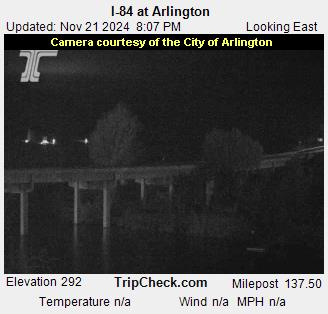 I-84 at Arlington
Updated: Nov 21 2024 8:07 PM Looking East
Camera courtesy of the City of Arlington
Elevation 292 TripCheck.com Milepost 137.50
Temperature n/a Wind n/a MPH n/a